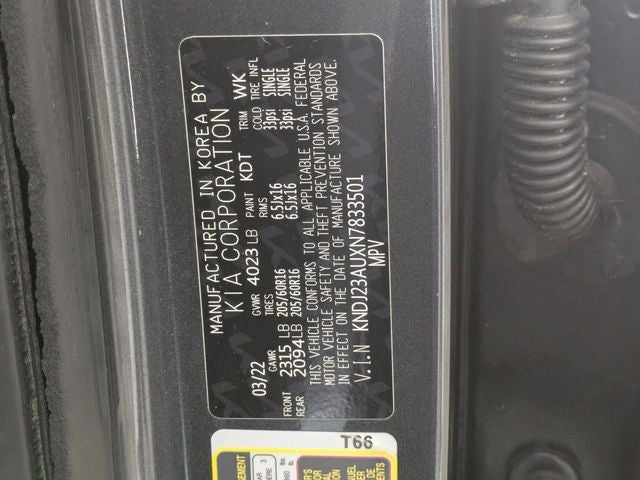 MANUFACTURED IN KOREA BY
KIA CORPORATION
03/22 GVWR 4023 LB PAINT KDT TRIM WK
GAWR TIRES RIMS COLD TIRE INFL
FRONT 2315 LB 205/60R16 6.5Jx16 33psi SINGLE
REAR 2094LB 205/60R16 6.5Jx16 33psi SINGLE
THIS VEHICLE CONFORMS TO ALL APPLICABLE U.S.A. FEDERAL
MOTOR VEHICLE SAFETY AND THEFT PREVENTION STANDARDS
IN EFFECT ON THE DATE OF MANUFACTURE SHOWN ABOVE.
V.I.N KNDJ23AUXN7833501
MPV
T66